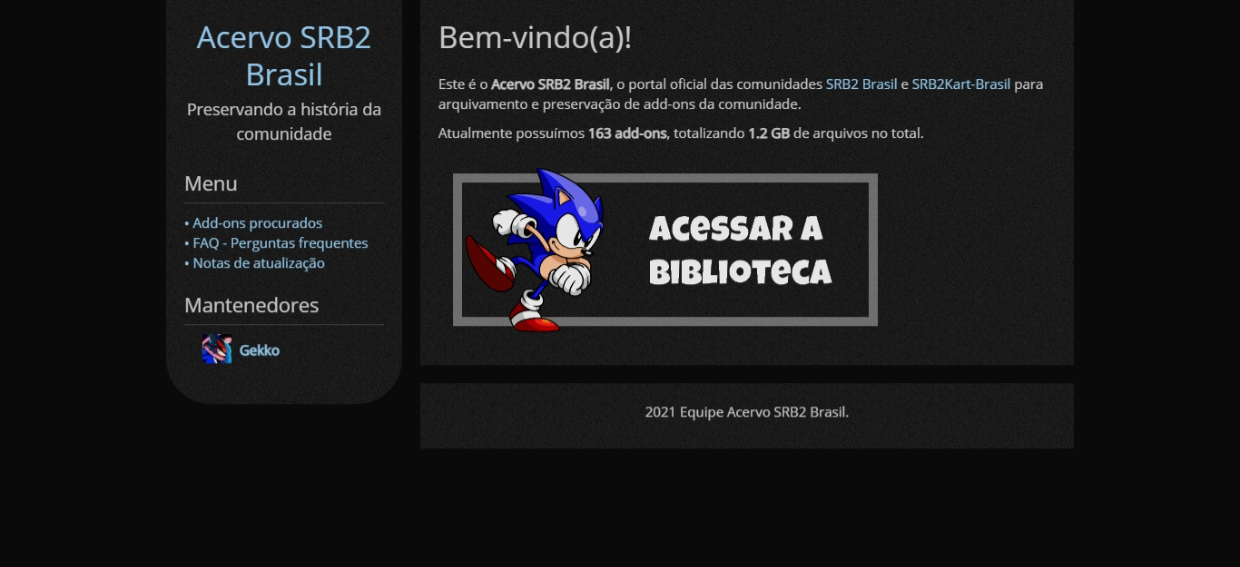 Acervo SRB2
Brasil
Preservando a história da
comunidade
Menu
• Add-ons procurados
• FAQ - Perguntas frequentes
• Notas de atualização
Mantenedores
Gekko
Bem-vindo(a)!
Este é o Acervo SRB2 Brasil, o portal oficial das comunidades SRB2 Brasil e SRB2Kart-Brasil para
arquivamento e preservação de add-ons da comunidade.
Atualmente possuímos 163 add-ons, totalizando 1.2 GB de arquivos no total.
ACESSAR A
BIBLIOTECA
2021 Equipe Acervo SRB2 Brasil.